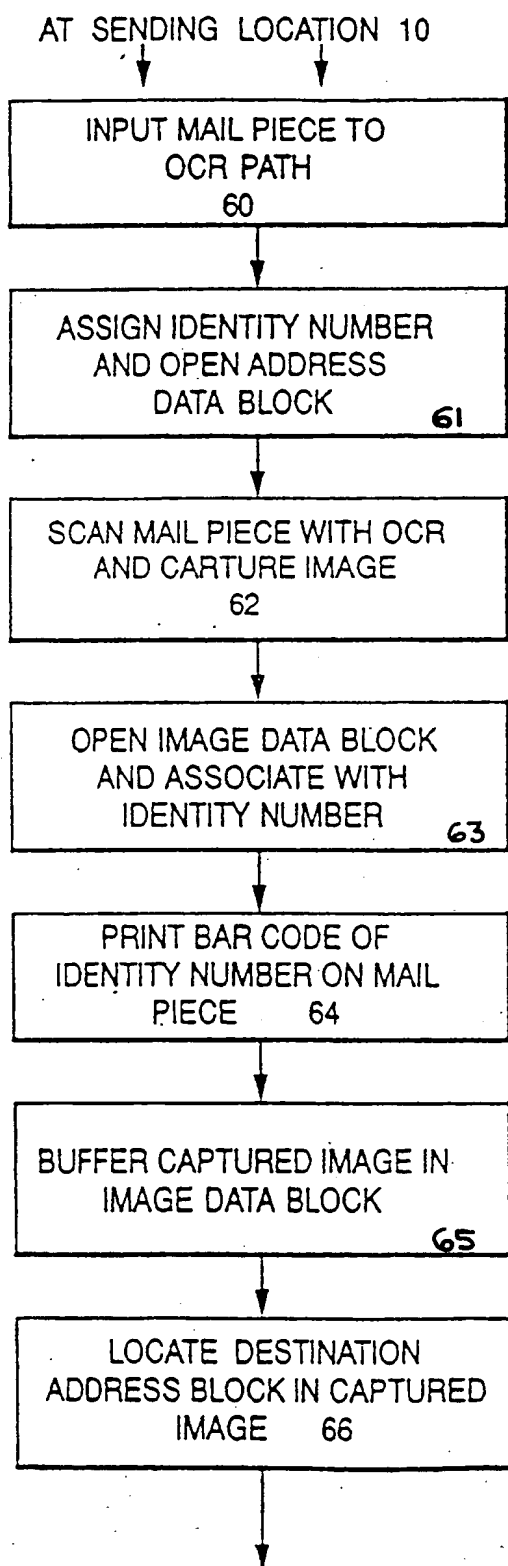 AT SENDING LOCATION 10
INPUT MAIL PIECE TO
OCR PATH
60
ASSIGN IDENTITY NUMBER
AND OPEN ADDRESS
DATA BLOCK 61
SCAN MAIL PIECE WITH OCR
AND CARTURE IMAGE
62
OPEN IMAGE DATA BLOCK
AND ASSOCIATE WITH
IDENTITY NUMBER 63
PRINT BAR CODE OF
IDENTITY NUMBER ON MAIL
PIECE 64
BUFFER CAPTURED IMAGE IN
IMAGE DATA BLOCK
65
LOCATE DESTINATION
ADDRESS BLOCK IN CAPTURED
IMAGE 66